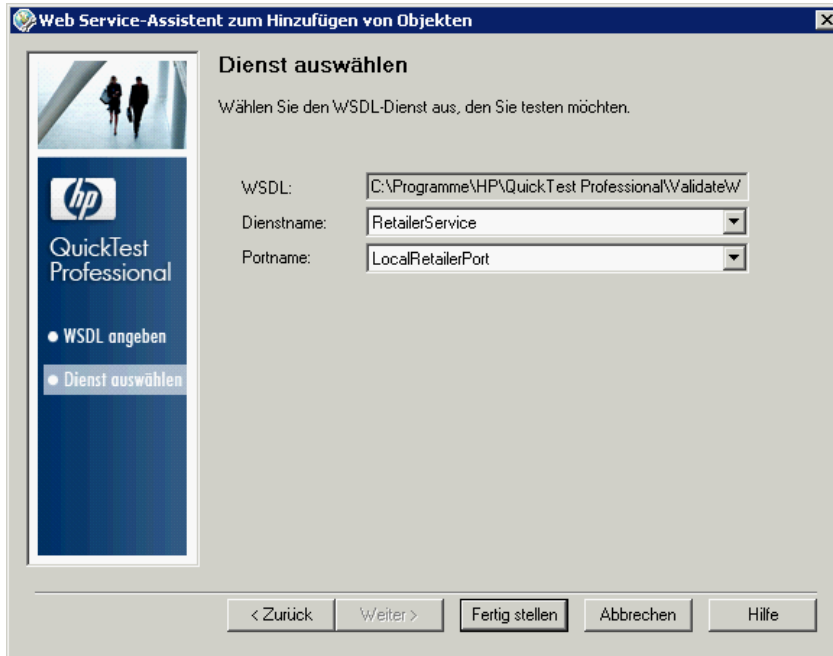 Web Service-Assistent zum Hinzufügen von Objekten
Dienst auswählen
Wählen Sie den WSDL-Dienst aus, den Sie testen möchten.
WSDL: C:\Programme\HP\QuickTest Professional\ValidateW
Dienstname: RetailerService
Portname: LocalRetailerPort
hp
QuickTest
Professional
WSDL angeben
Dienst auswählen
< Zurück Weiter > Fertig stellen Abbrechen Hilfe